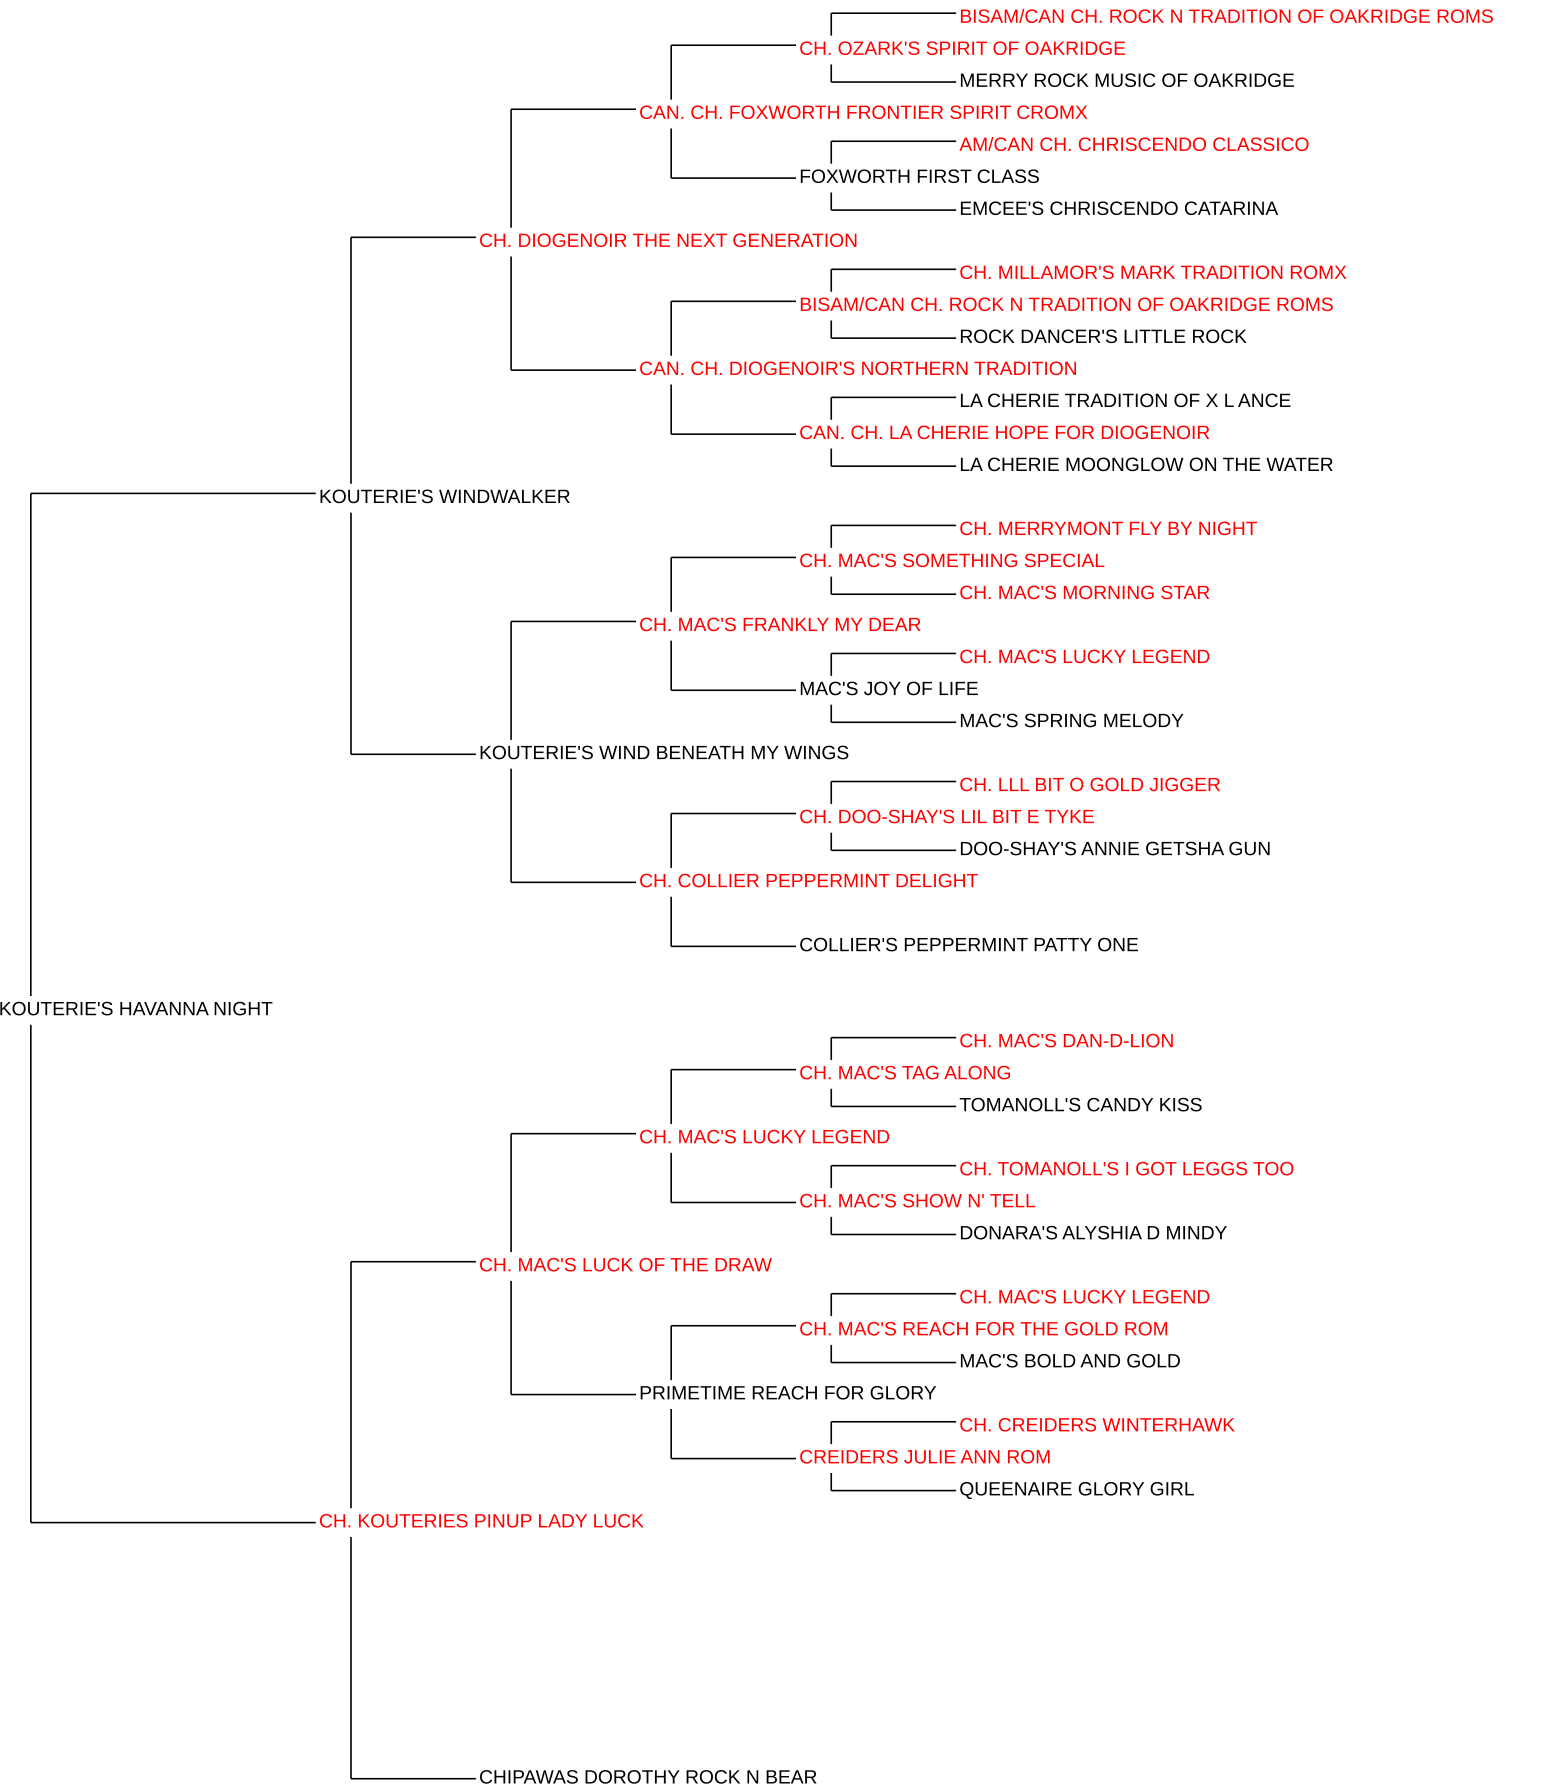 BISAM/CAN CH. ROCK N TRADITION OF OAKRIDGE ROMS
CH. OZARK'S SPIRIT OF OAKRIDGE
MERRY ROCK MUSIC OF OAKRIDGE
CAN. CH. FOXWORTH FRONTIER SPIRIT CROMX
AM/CAN CH. CHRISCENDO CLASSICO
FOXWORTH FIRST CLASS
EMCEE'S CHRISCENDO CATARINA
CH. DIOGENOIR THE NEXT GENERATION
CH. MILLAMOR'S MARK TRADITION ROMX
BISAM/CAN CH. ROCK N TRADITION OF OAKRIDGE ROMS
ROCK DANCER'S LITTLE ROCK
CAN. CH. DIOGENOIR'S NORTHERN TRADITION
LA CHERIE TRADITION OF X L ANCE
CAN. CH. LA CHERIE HOPE FOR DIOGENOIR
LA CHERIE MOONGLOW ON THE WATER
KOUTERIE'S WINDWALKER
CH. MERRYMONT FLY BY NIGHT
CH. MAC'S SOMETHING SPECIAL
CH. MAC'S MORNING STAR
CH. MAC'S FRANKLY MY DEAR
CH. MAC'S LUCKY LEGEND
MAC'S JOY OF LIFE
MAC'S SPRING MELODY
KOUTERIE'S WIND BENEATH MY WINGS
CH. LLL BIT O GOLD JIGGER
CH. DOO-SHAY'S LIL BIT E TYKE
DOO-SHAY'S ANNIE GETSHA GUN
CH. COLLIER PEPPERMINT DELIGHT
COLLIER'S PEPPERMINT PATTY ONE
KOUTERIE'S HAVANNA NIGHT
CH. MAC'S DAN-D-LION
CH. MAC'S TAG ALONG
TOMANOLL'S CANDY KISS
CH. MAC'S LUCKY LEGEND
CH. TOMANOLL'S I GOT LEGGS TOO
CH. MAC'S SHOW N' TELL
DONARA'S ALYSHIA D MINDY
CH. MAC'S LUCK OF THE DRAW
CH. MAC'S LUCKY LEGEND
CH. MAC'S REACH FOR THE GOLD ROM
MAC'S BOLD AND GOLD
PRIMETIME REACH FOR GLORY
CH. CREIDERS WINTERHAWK
CREIDERS JULIE ANN ROM
QUEENAIRE GLORY GIRL
CH. KOUTERIES PINUP LADY LUCK
CHIPAWAS DOROTHY ROCK N BEAR